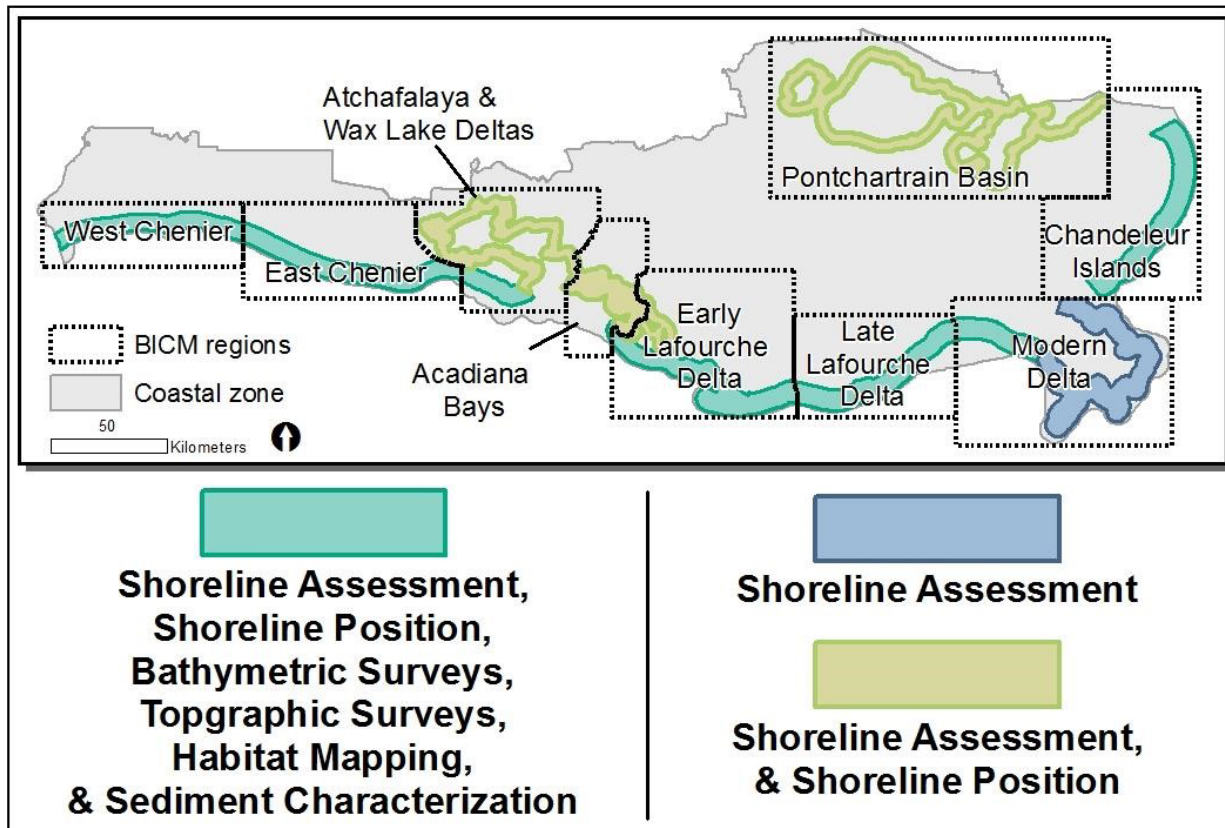 Atchafalaya &
Wax Lake Deltas
Pontchartrain Basin
West Chenier
East Chenier
Chandeleur
Islands
Early
Lafourche
Delta
Late
Lafourche
Delta
Modern
Delta
Acadiana
Bays
BICM regions
Coastal zone
50
Kilometers
Shoreline Assessment,
Shoreline Position,
Bathymetric Surveys,
Topgraphic Surveys,
Habitat Mapping,
& Sediment Characterization
Shoreline Assessment
Shoreline Assessment,
& Shoreline Position